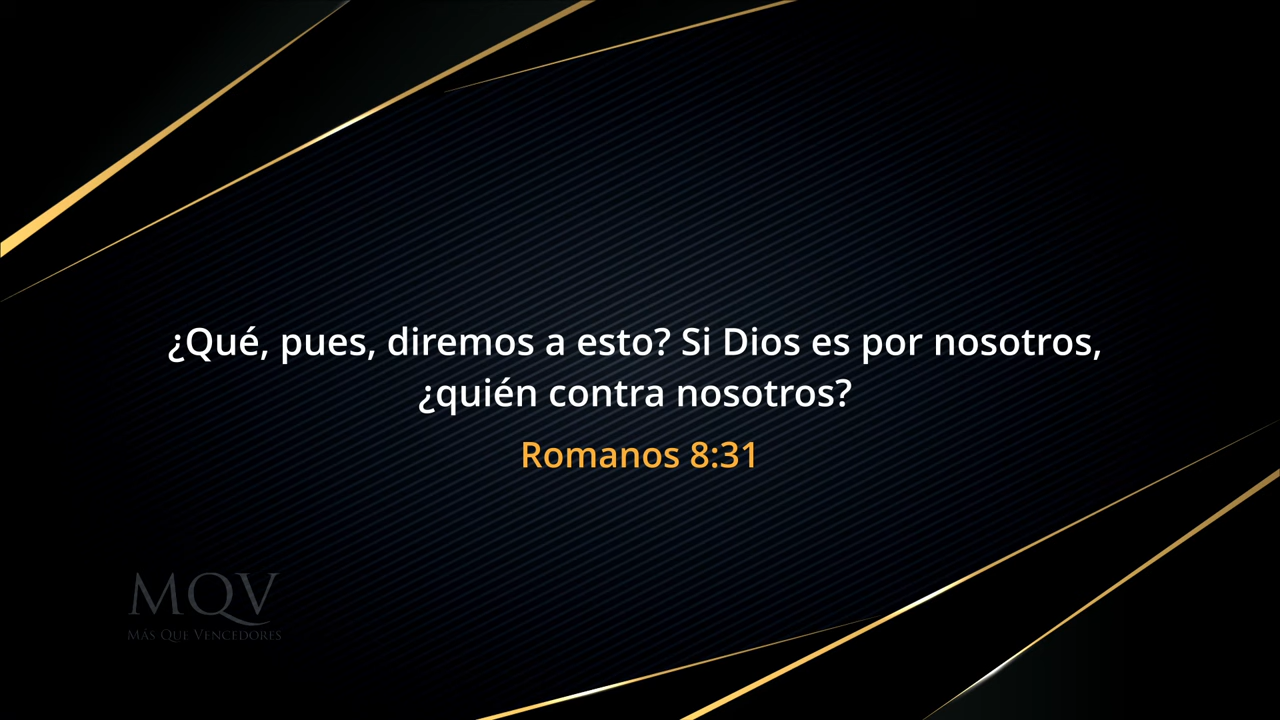 ¿Qué, pues, diremos a esto? Si Dios es por nosotros,
¿quién contra nosotros?
Romanos 8:31
MQV
Más Que Vencedores